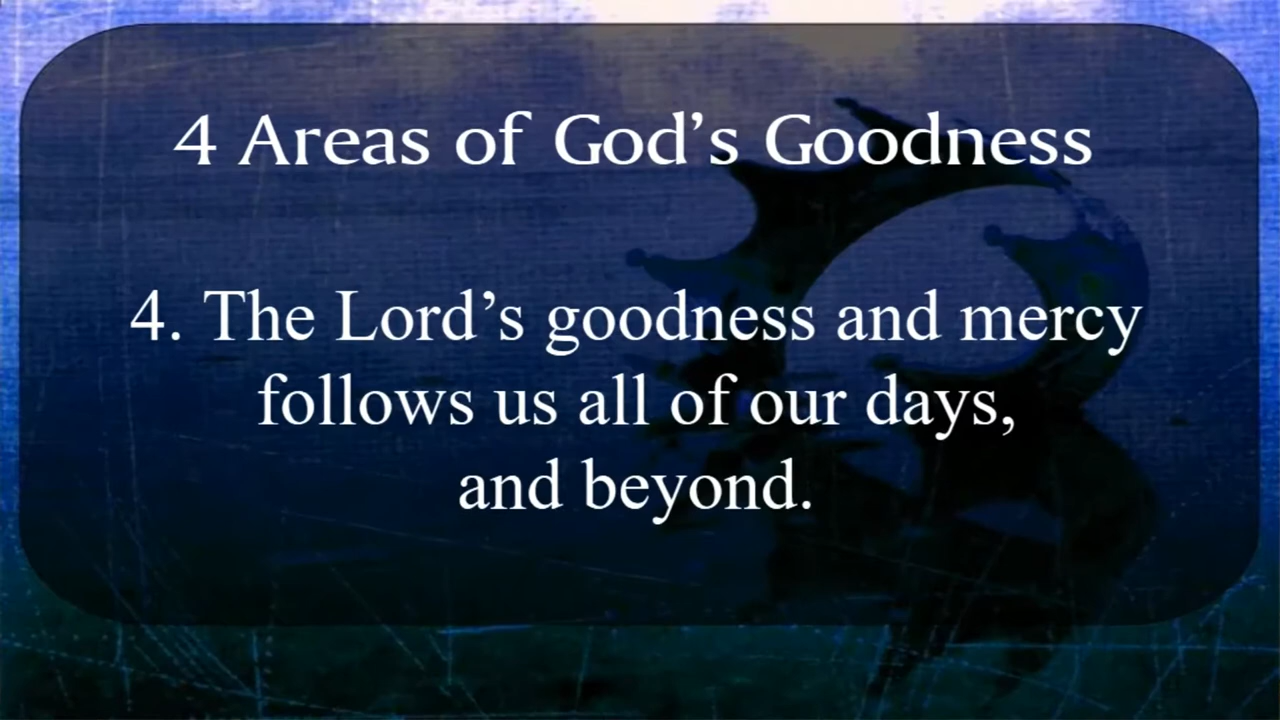 4 Areas of God’s Goodness
4. The Lord’s goodness and mercy
follows us all of our days,
and beyond.